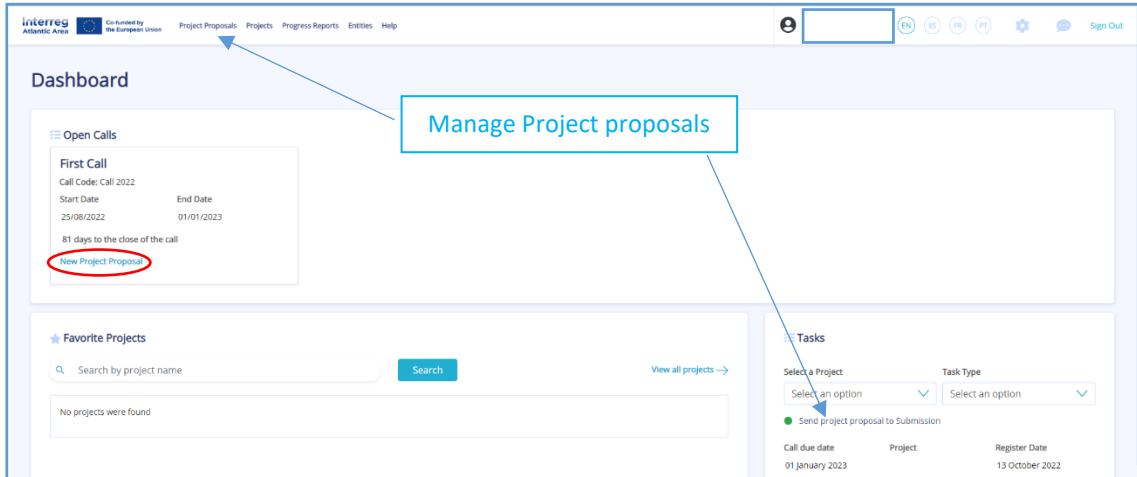 Interreg
Atlantic Area
Co-funded by
the European Union
Project Proposals Projects Progress Reports Entities Help
EN ES FR PT
Sign Out
Dashboard
Manage Project proposals
Open Calls
First Call
Call Code: Call 2022
Start Date End Date
25/08/2022 01/01/2023
81 days to the close of the call
New Project Proposal
Favorite Projects
Search by project name
Search
View all projects
No projects were found
Tasks
Select a Project Task Type
Select an option Select an option
Send project proposal to Submission
Call due date Project Register Date
01 January 2023 13 October 2022